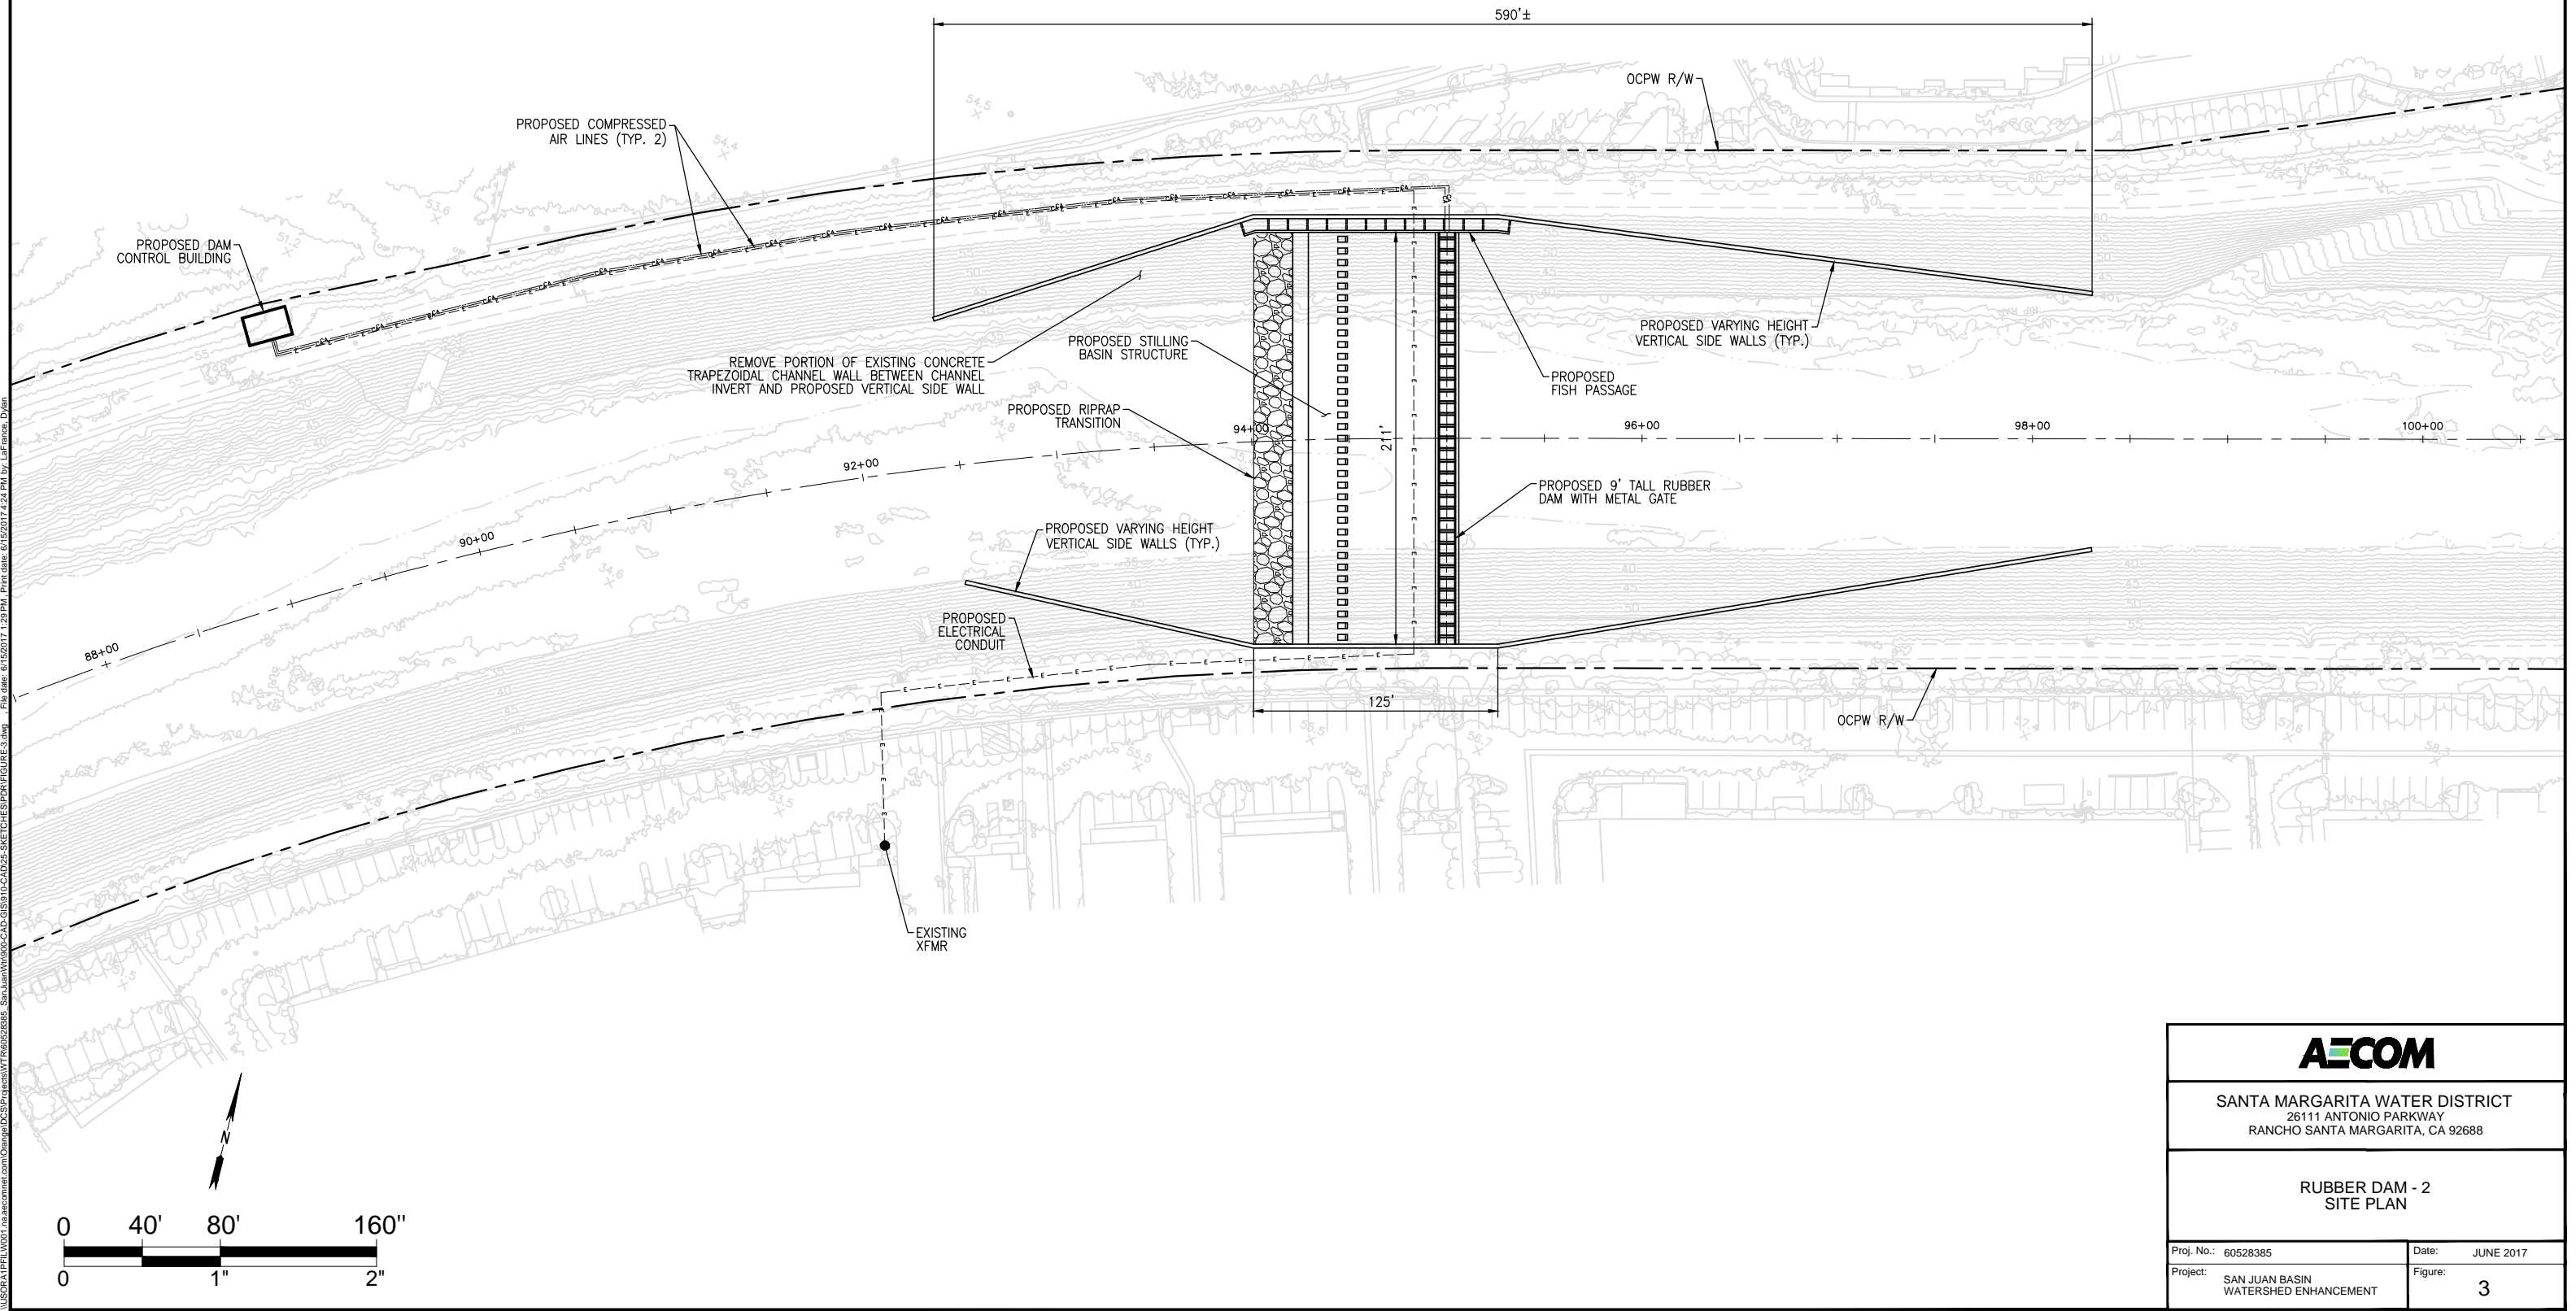 590'±
OCPW R/W
PROPOSED COMPRESSED
AIR LINES (TYP. 2)
PROPOSED DAM
CONTROL BUILDING
PROPOSED STILLING
BASIN STRUCTURE
PROPOSED VARYING HEIGHT
VERTICAL SIDE WALLS (TYP.)
REMOVE PORTION OF EXISTING CONCRETE
TRAPEZOIDAL CHANNEL WALL BETWEEN CHANNEL
INVERT AND PROPOSED VERTICAL SIDE WALL
PROPOSED
FISH PASSAGE
PROPOSED RIPRAP
TRANSITION
211'
88+00
90+00
92+00
94+00
96+00
98+00
100+00
PROPOSED 9' TALL RUBBER
DAM WITH METAL GATE
PROPOSED VARYING HEIGHT
VERTICAL SIDE WALLS (TYP.)
PROPOSED
ELECTRICAL
CONDUIT
125'
OCPW R/W
EXISTING
XFMR
N
0 40' 80' 160"
0 1" 2"
AECOM
SANTA MARGARITA WATER DISTRICT
26111 ANTONIO PARKWAY
RANCHO SANTA MARGARITA, CA 92688
RUBBER DAM - 2
SITE PLAN
Proj. No.: 60528385
Date: JUNE 2017
Project: SAN JUAN BASIN
WATERSHED ENHANCEMENT
Figure: 3